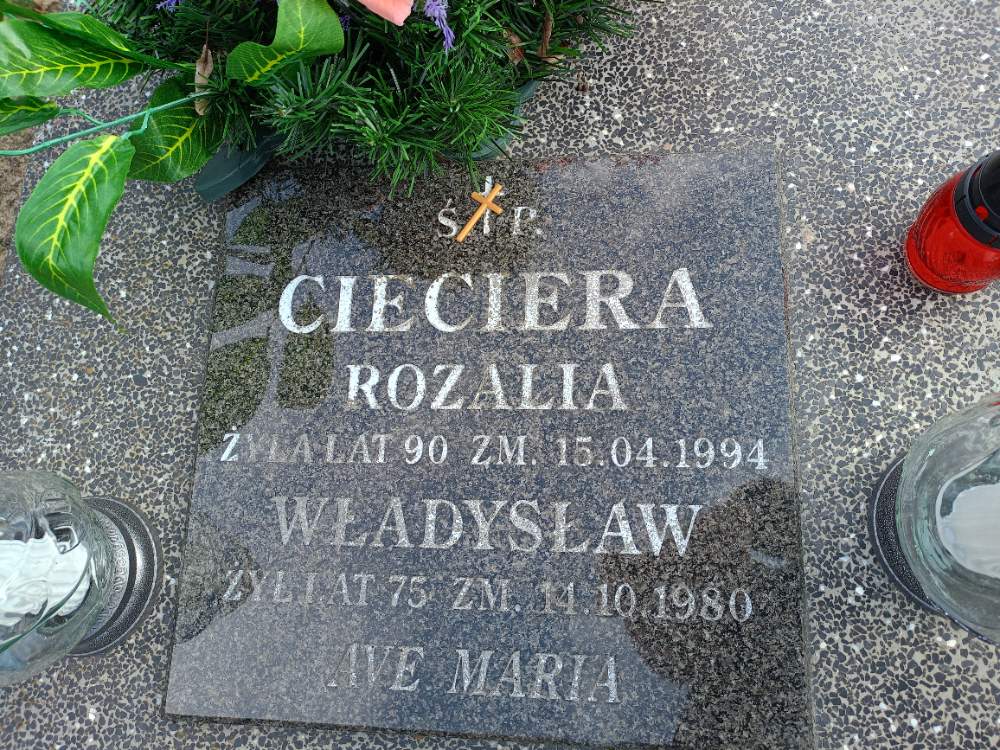 Ś P.
CIECIERA
ROZALIA
ŻYŁA LAT 90 ZM. 15.04.1994
WŁADYSŁAW
ŻYŁ LAT 75 ZM. 14.10.1980
AVE MARIA